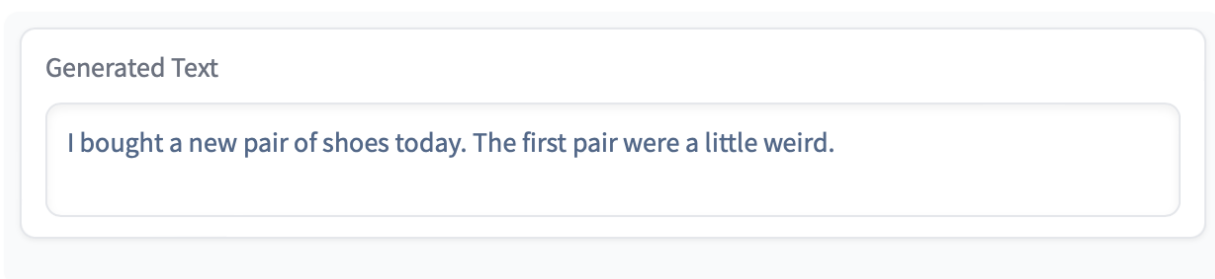 Generated Text
I bought a new pair of shoes today. The first pair were a little weird.